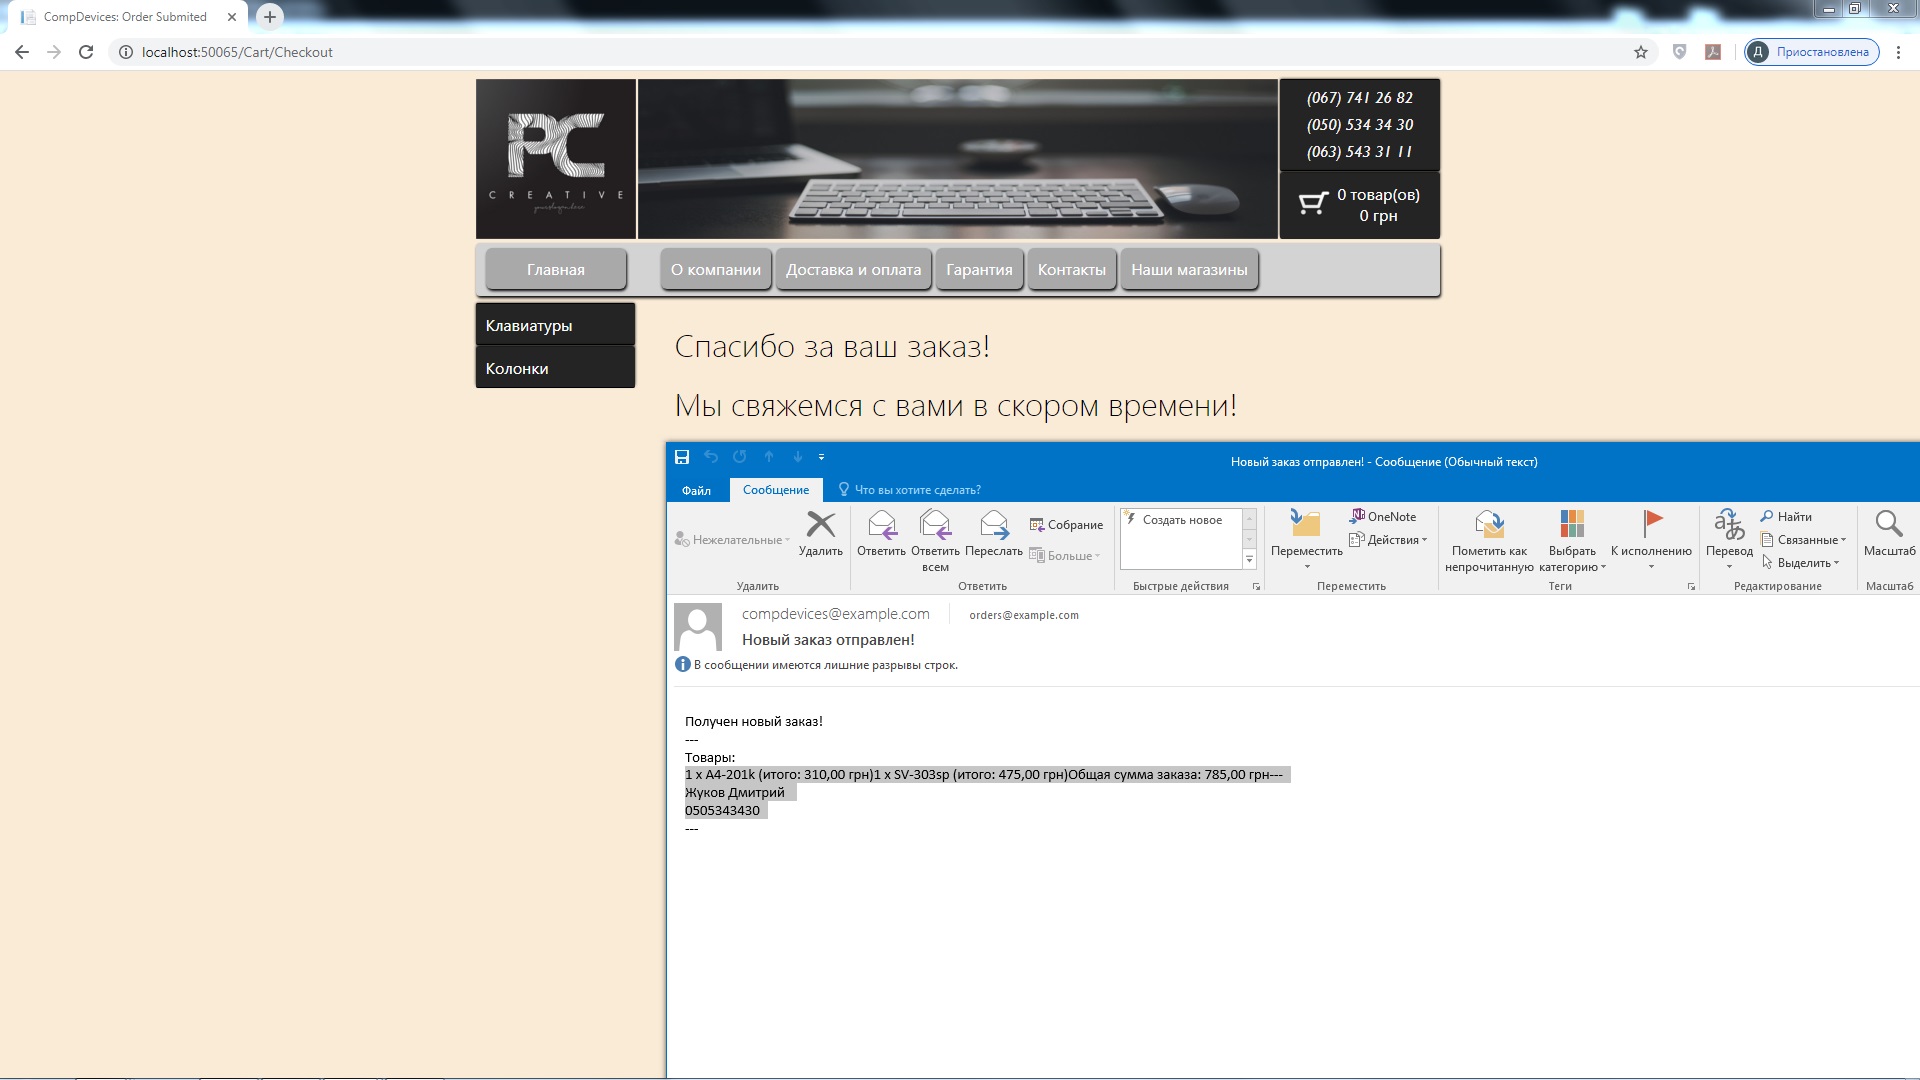 CompDevices: Order Submited
localhost:50065/Cart/Checkout
Д Приостановлена
PC
CREATIVE
(067) 741 26 82
(050) 534 34 30
(063) 543 31 11
0 товар(ов)
0 грн
Главная
О компании
Доставка и оплата
Гарантия
Контакты
Наши магазины
Клавиатуры
Колонки
Спасибо за ваш заказ!
Мы свяжемся с вами в скором времени!
Новый заказ отправлен! - Сообщение (Обычный текст)
Файл
Сообщение
Что вы хотите сделать?
Нежелательные
Удалить
Удалить
Ответить
Ответить
всем
Переслать
Собрание
Больше
Ответить
Создать новое
Быстрые действия
Переместить
OneNote
Действия
Переместить
Пометить как
непрочитанную
Выбрать
категорию
К исполнению
Теги
Перевод
Найти
Связанные
Выделить
Редактирование
Масштаб
Масштаб
compdevices@example.com
orders@example.com
Новый заказ отправлен!
В сообщении имеются лишние разрывы строк.
Получен новый заказ!
---
Товары:
1 x A4-201k (итого: 310,00 грн)1 x SV-303sp (итого: 475,00 грн)Общая сумма заказа: 785,00 грн---
Жуков Дмитрий
0505343430
---